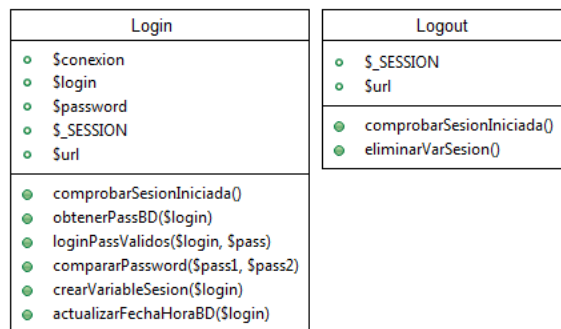 Login
$conexion
$login
$password
$_SESSION
$url
comprobarSesionIniciada()
obtenerPassBD($login)
loginPassValidos($login, $pass)
compararPassword($pass1, $pass2)
crearVariableSesion($login)
actualizarFechaHoraBD($login)
Logout
$_SESSION
$url
comprobarSesionIniciada()
eliminarVarSesion()